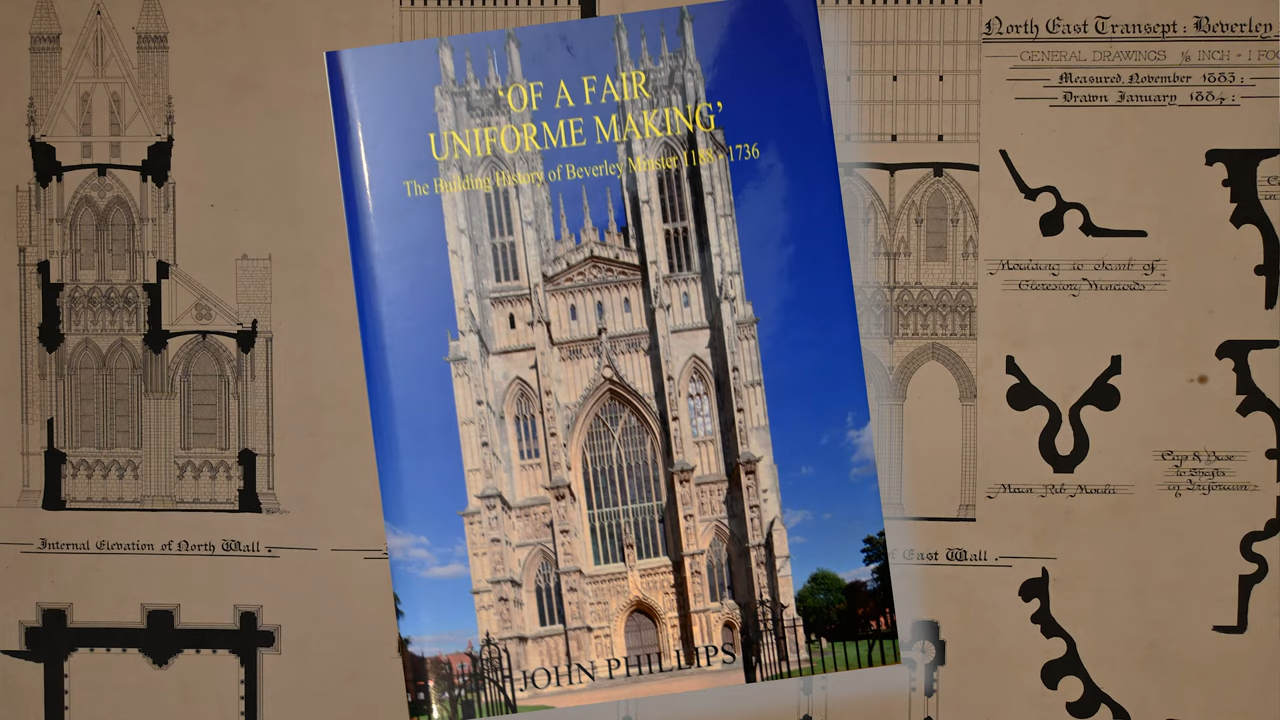 'OF A FAIR
UNIFORME MAKING'
The Building History of Beverley Minster 1188 - 1736
JOHN PHILLIPS
North East Transept : Beverley
GENERAL DRAWINGS ⅛ INCH = 1 FOO
Measured, November 1883 :
Drawn January 1884 :
Moulding to Jamb of
Clerestory Windows
Main Rib Mould
Cap & Base
to Shafts
in Triforium
Internal Elevation of North Wall .
f East Wall .